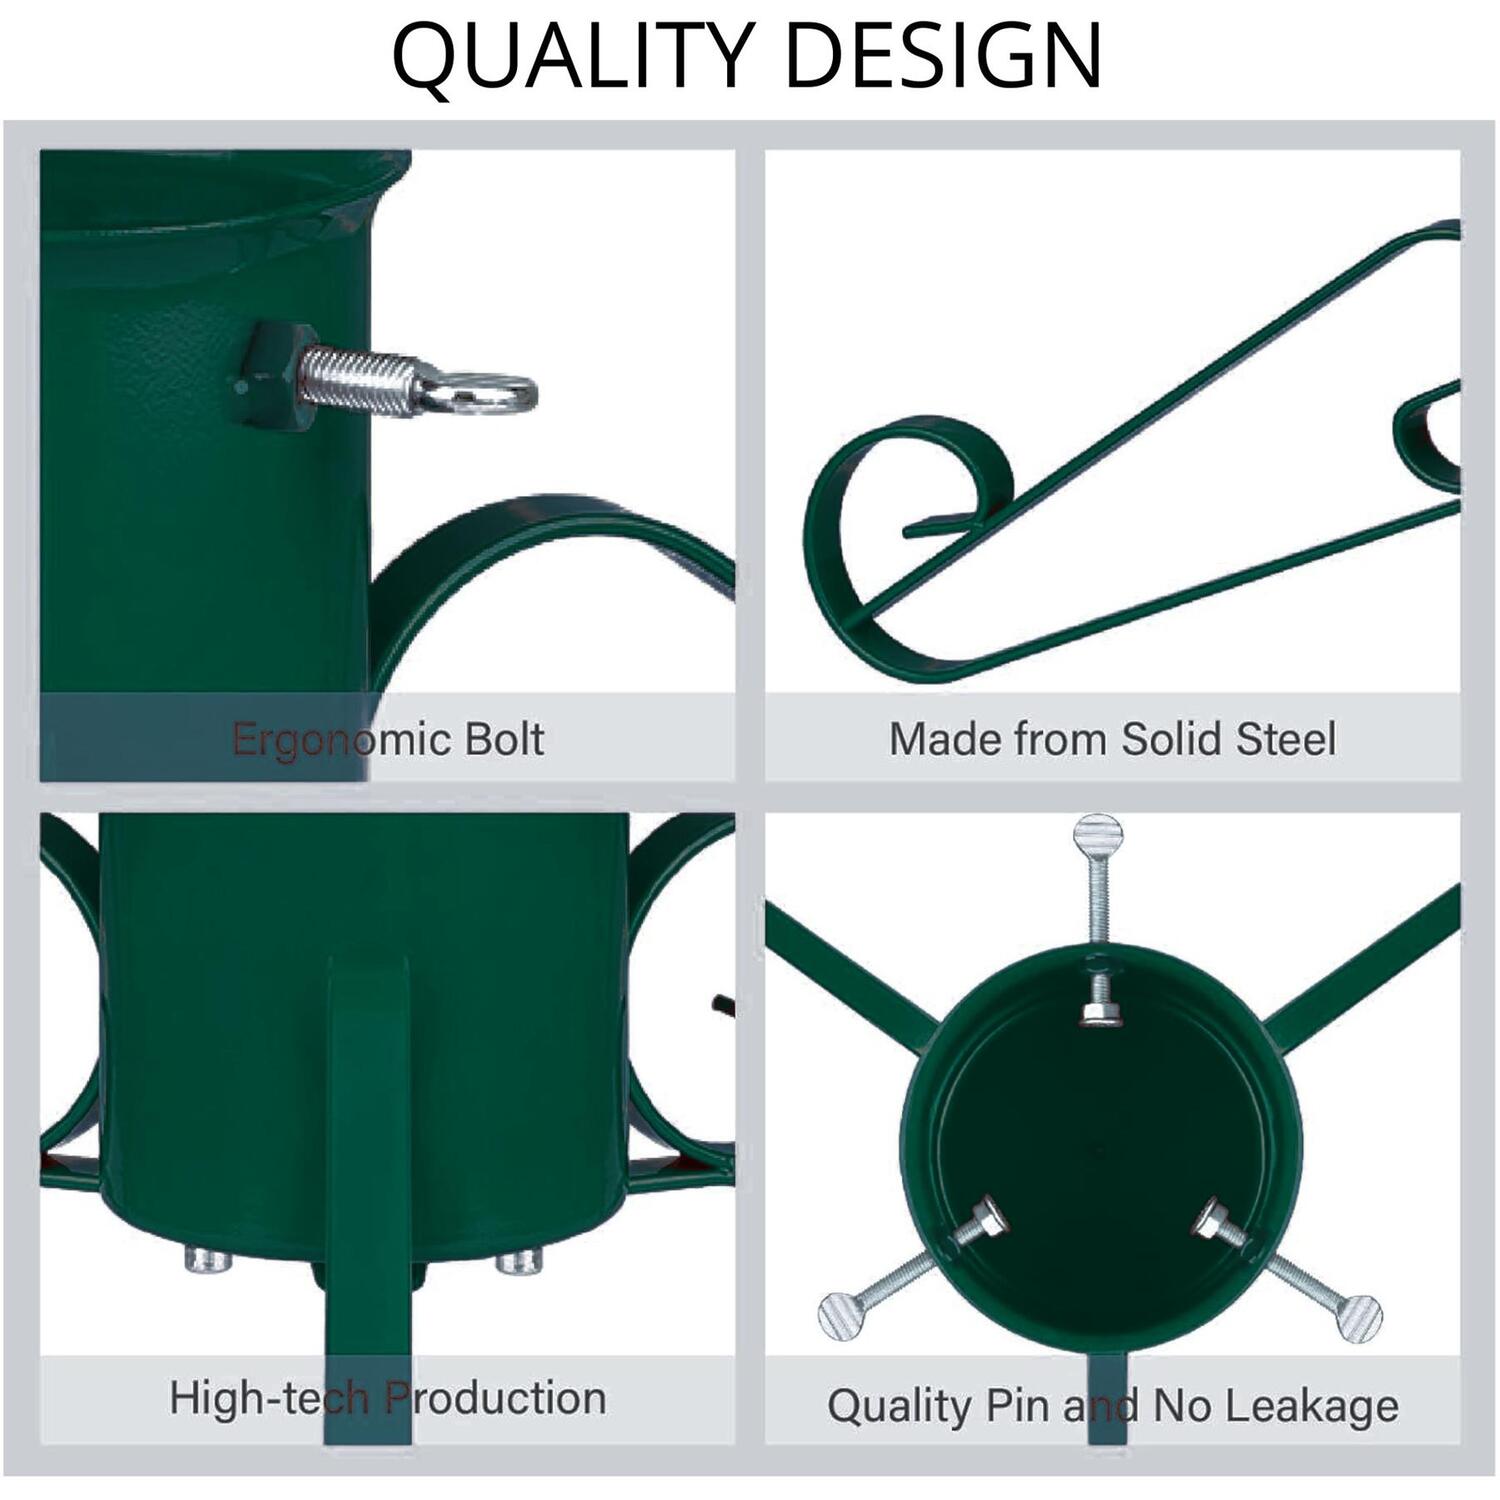 QUALITY DESIGN
Ergonomic Bolt
Made from Solid Steel
High-tech Production
Quality Pin and No Leakage